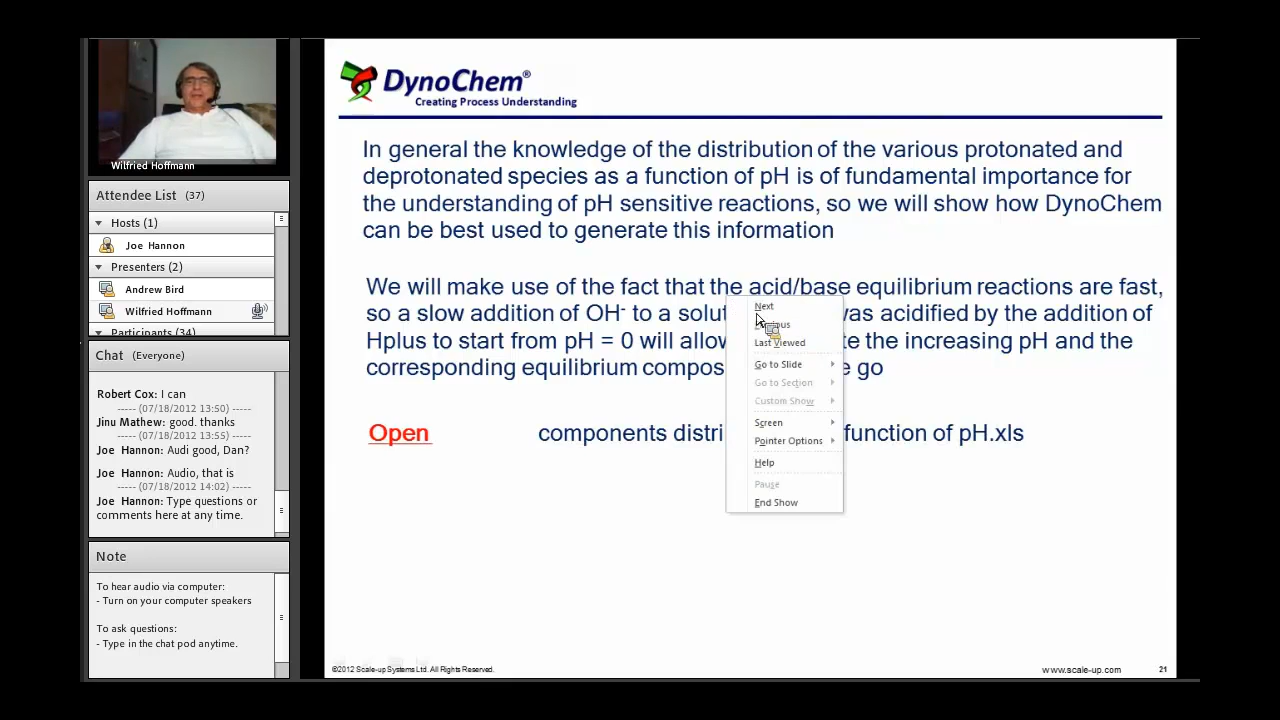 Wilfried Hoffmann
Attendee List (37)
Hosts (1)
Joe Hannon
Presenters (2)
Andrew Bird
Wilfried Hoffmann
Participants (34)
Chat (Everyone)
Robert Cox: I can
----- (07/18/2012 13:50) -----
Jinu Mathew: good. thanks
----- (07/18/2012 13:55) -----
Joe Hannon: Audi good, Dan?
Joe Hannon: Audio, that is
----- (07/18/2012 14:02) -----
Joe Hannon: Type questions or
comments here at any time.
Note
To hear audio via computer:
- Turn on your computer speakers
To ask questions:
- Type in the chat pod anytime.
DynoChem®
Creating Process Understanding
In general the knowledge of the distribution of the various protonated and
deprotonated species as a function of pH is of fundamental importance for
the understanding of pH sensitive reactions, so we will show how DynoChem
can be best used to generate this information
We will make use of the fact that the acid/base equilibrium reactions are fast,
so a slow addition of OH- to a solut was acidified by the addition of
Hplus to start from pH = 0 will allow te the increasing pH and the
corresponding equilibrium compos e go
Open components distri function of pH.xls
Next
Last Viewed
Go to Slide
Go to Section
Custom Show
Screen
Pointer Options
Help
Pause
End Show
©2012 Scale-up Systems Ltd. All Rights Reserved.
www.scale-up.com
21